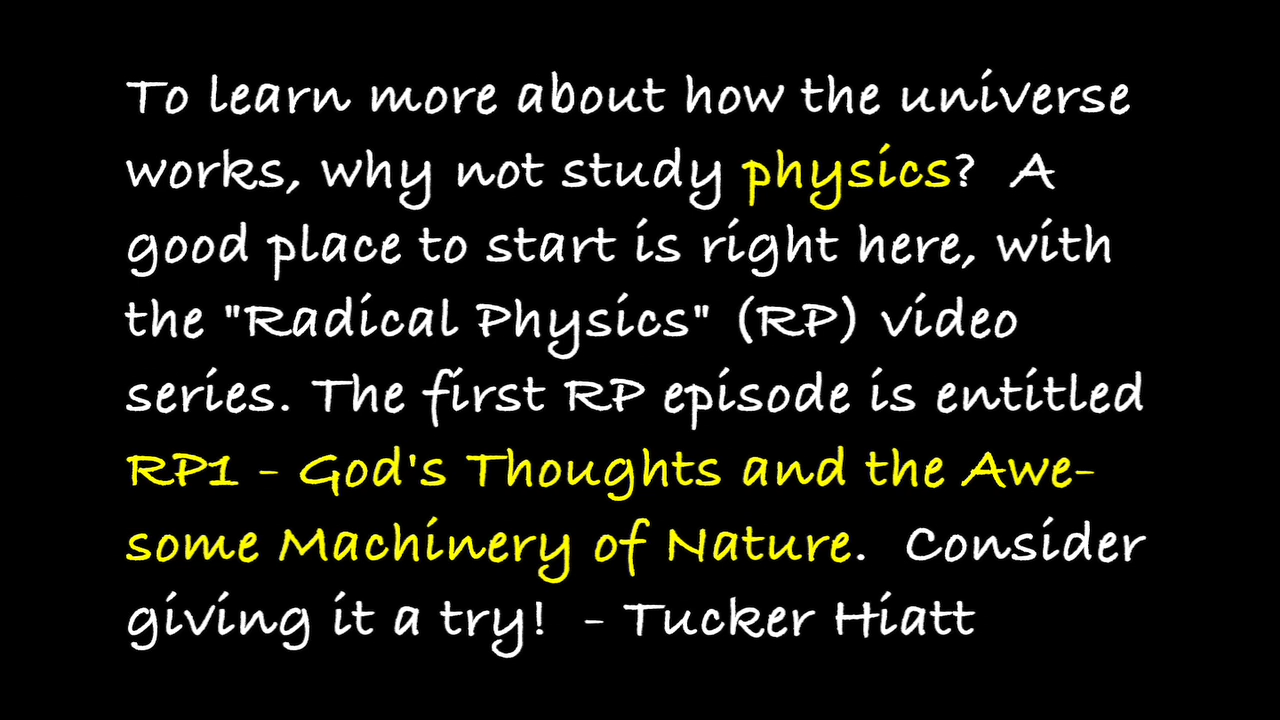 To learn more about how the universe
works, why not study physics?  A
good place to start is right here, with
the "Radical Physics" (RP) video
series. The first RP episode is entitled
RP1 - God's Thoughts and the Awe-
some Machinery of Nature.  Consider
giving it a try!  - Tucker Hiatt